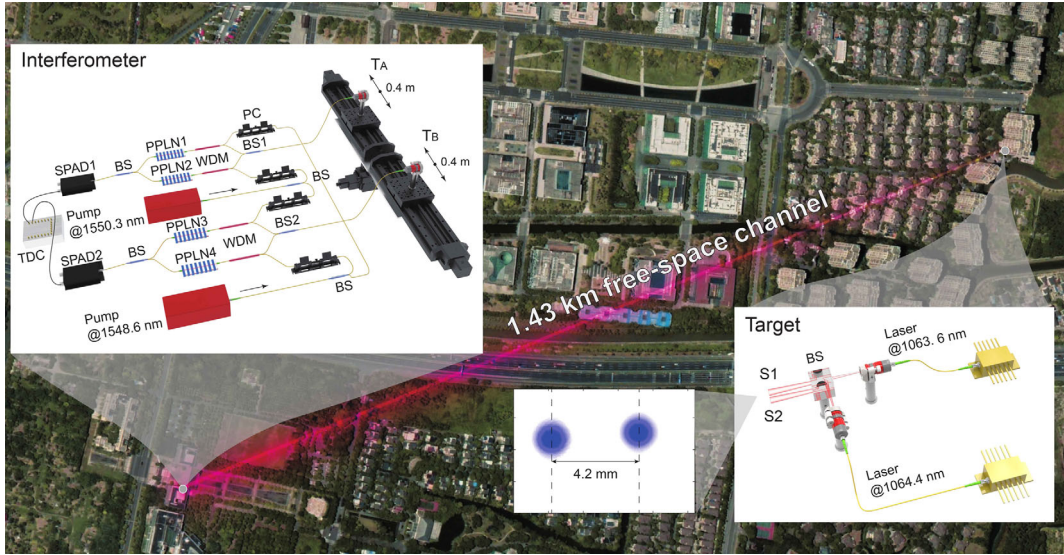 Interferometer
TA
0.4 m
PC
TB
0.4 m
PPLN1
SPAD1
BS
WDM
BS1
PPLN2
BS
Pump
@1550.3 nm
PPLN3
BS2
TDC
SPAD2
BS
WDM
PPLN4
BS
Pump
@1548.6 nm
1.43 km free-space channel
4.2 mm
Target
Laser
@1063. 6 nm
BS
S1
S2
Laser
@1064.4 nm